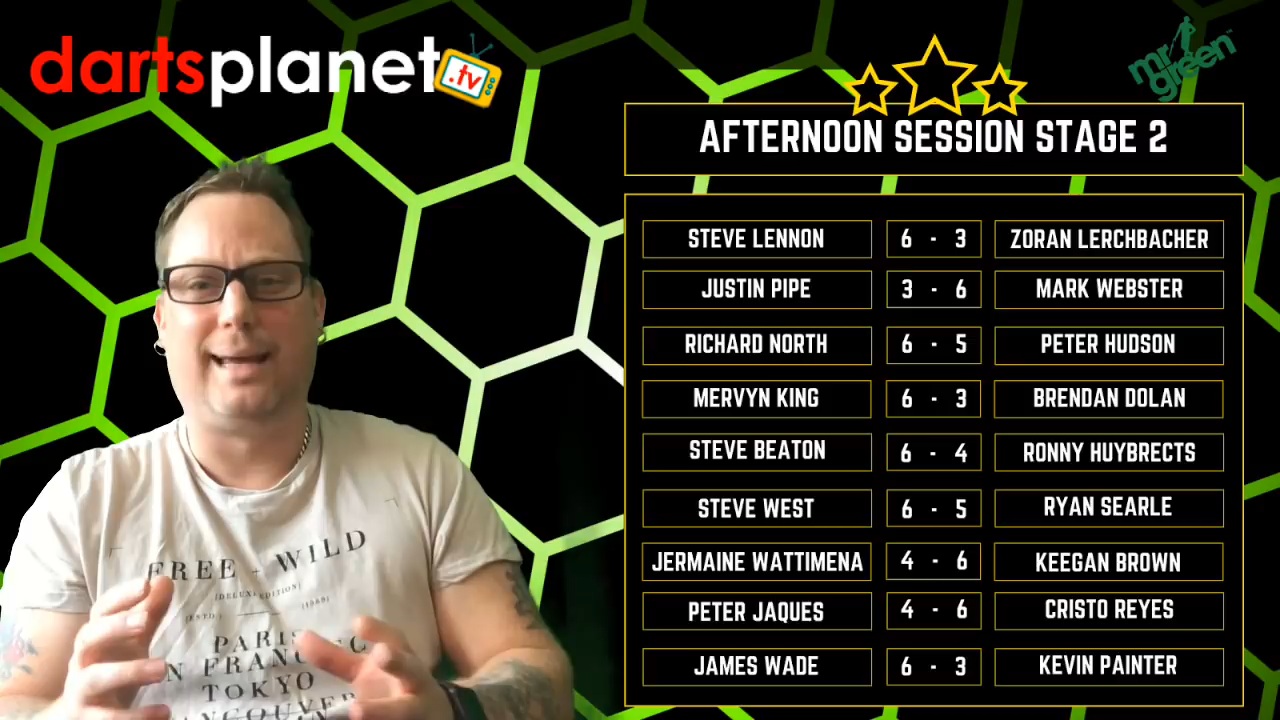 dartsplanet
.tv
mr green
AFTERNOON SESSION STAGE 2
STEVE LENNON 6 - 3 ZORAN LERCHBACHER
JUSTIN PIPE 3 - 6 MARK WEBSTER
RICHARD NORTH 6 - 5 PETER HUDSON
MERVYN KING 6 - 3 BRENDAN DOLAN
STEVE BEATON 6 - 4 RONNY HUYBRECTS
STEVE WEST 6 - 5 RYAN SEARLE
JERMAINE WATTIMENA 4 - 6 KEEGAN BROWN
PETER JAQUES 4 - 6 CRISTO REYES
JAMES WADE 6 - 3 KEVIN PAINTER
FREE + WILD
PARIS
TOKYO